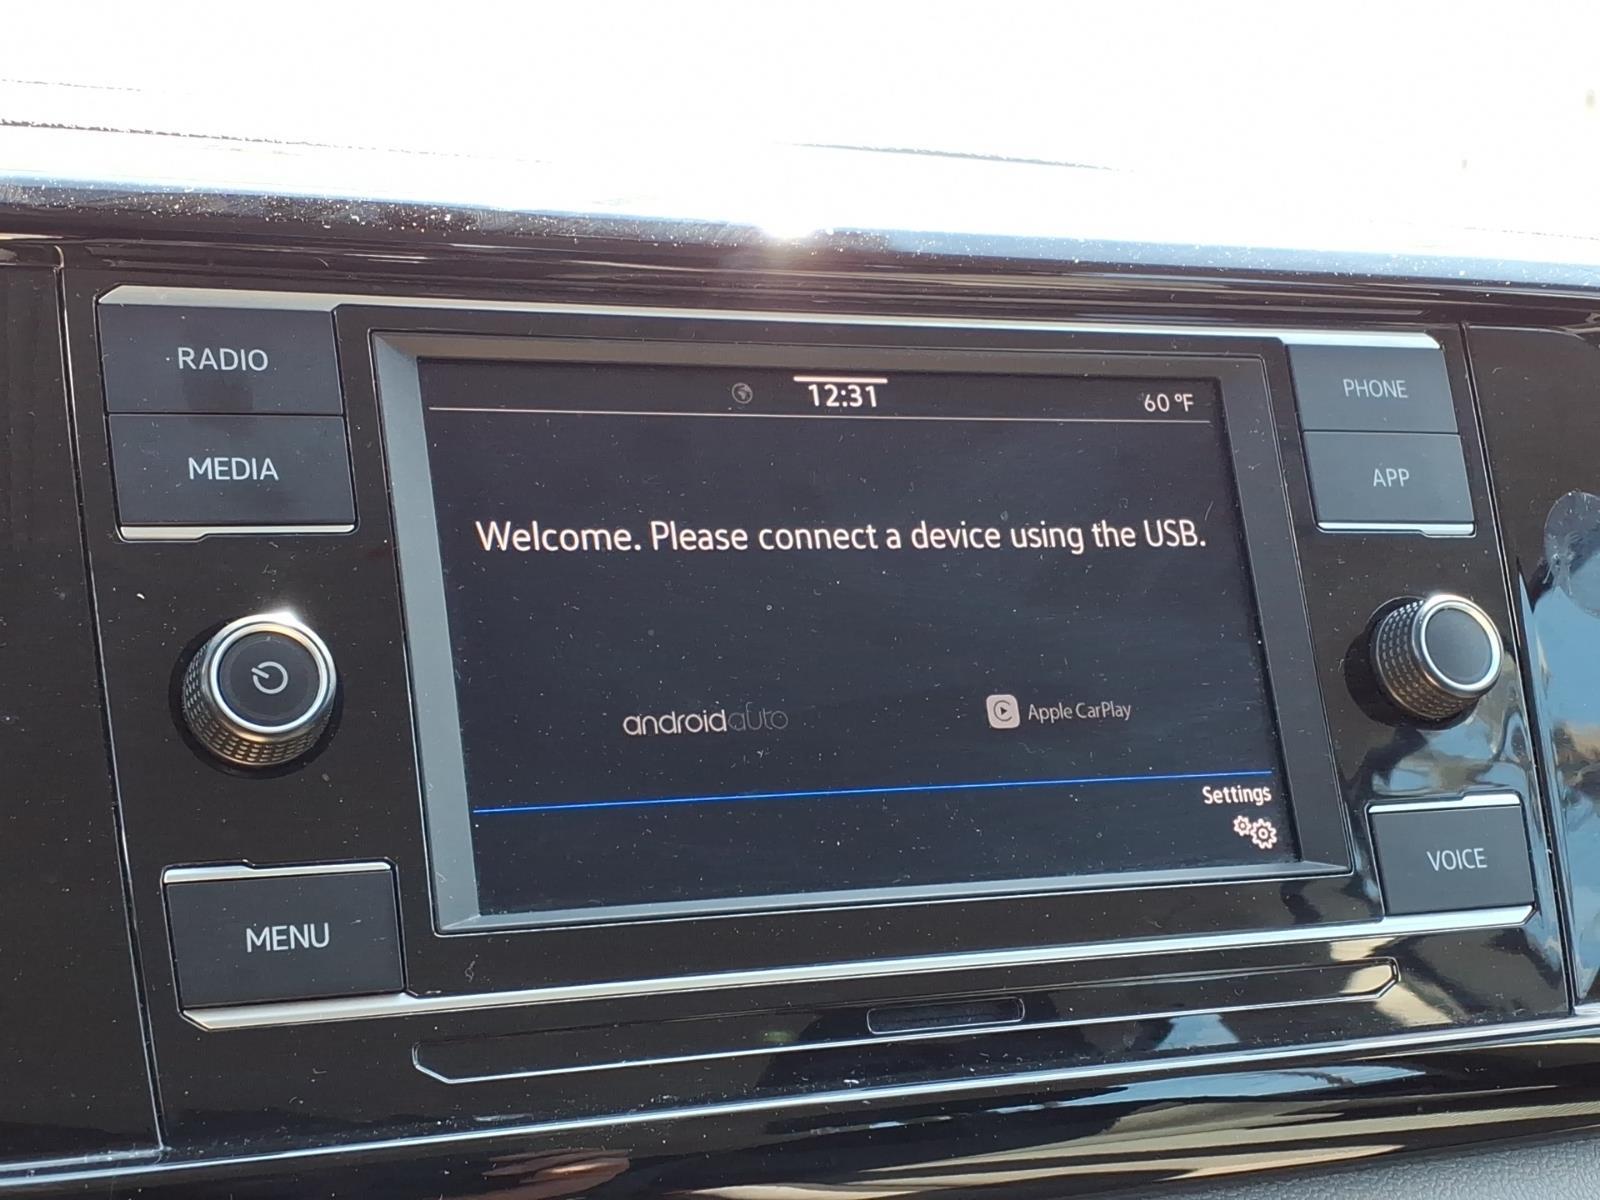 RADIO
MEDIA
MENU
12:31
60 °F
Welcome. Please connect a device using the USB.
androidauto
Apple CarPlay
Settings
PHONE
APP
VOICE